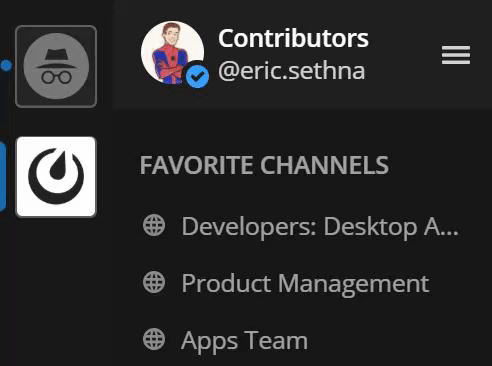 Contributors
@eric.sethna
FAVORITE CHANNELS
Developers: Desktop A...
Product Management
Apps Team